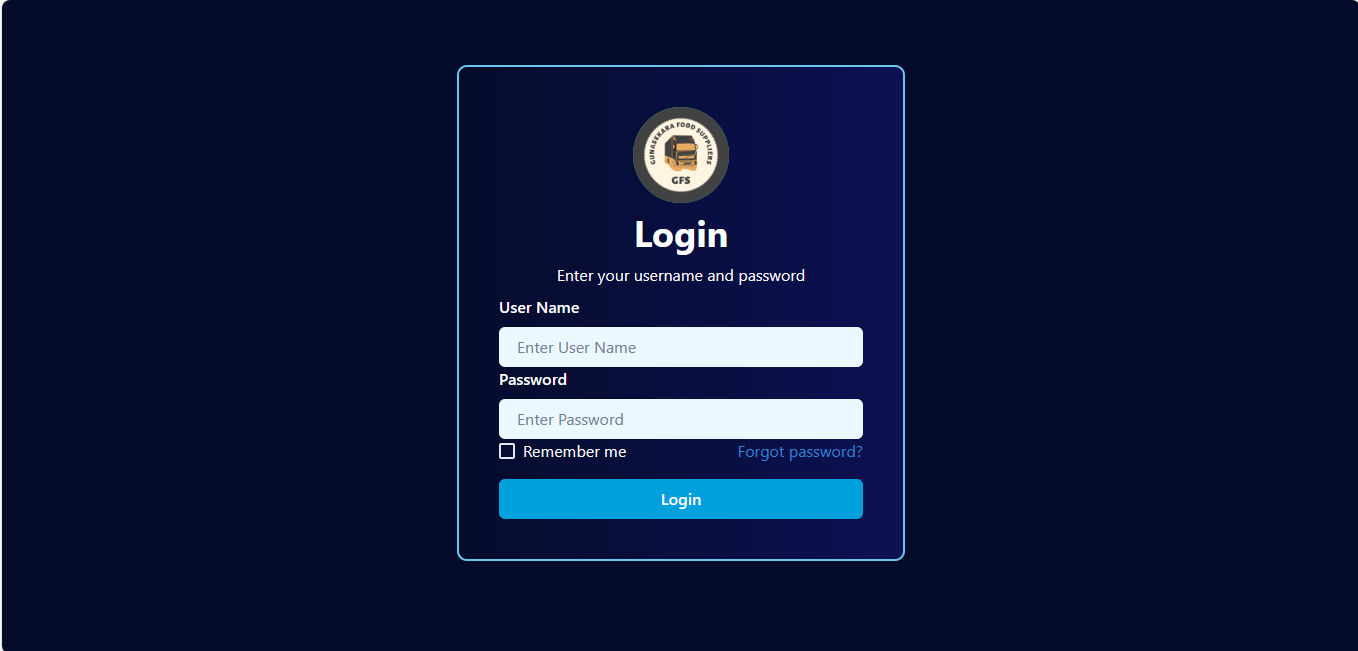 GUNASEKARA FOOD SUPPLIERS
GFS
Login
Enter your username and password
User Name
Enter User Name
Password
Enter Password
Remember me Forgot password?
Login